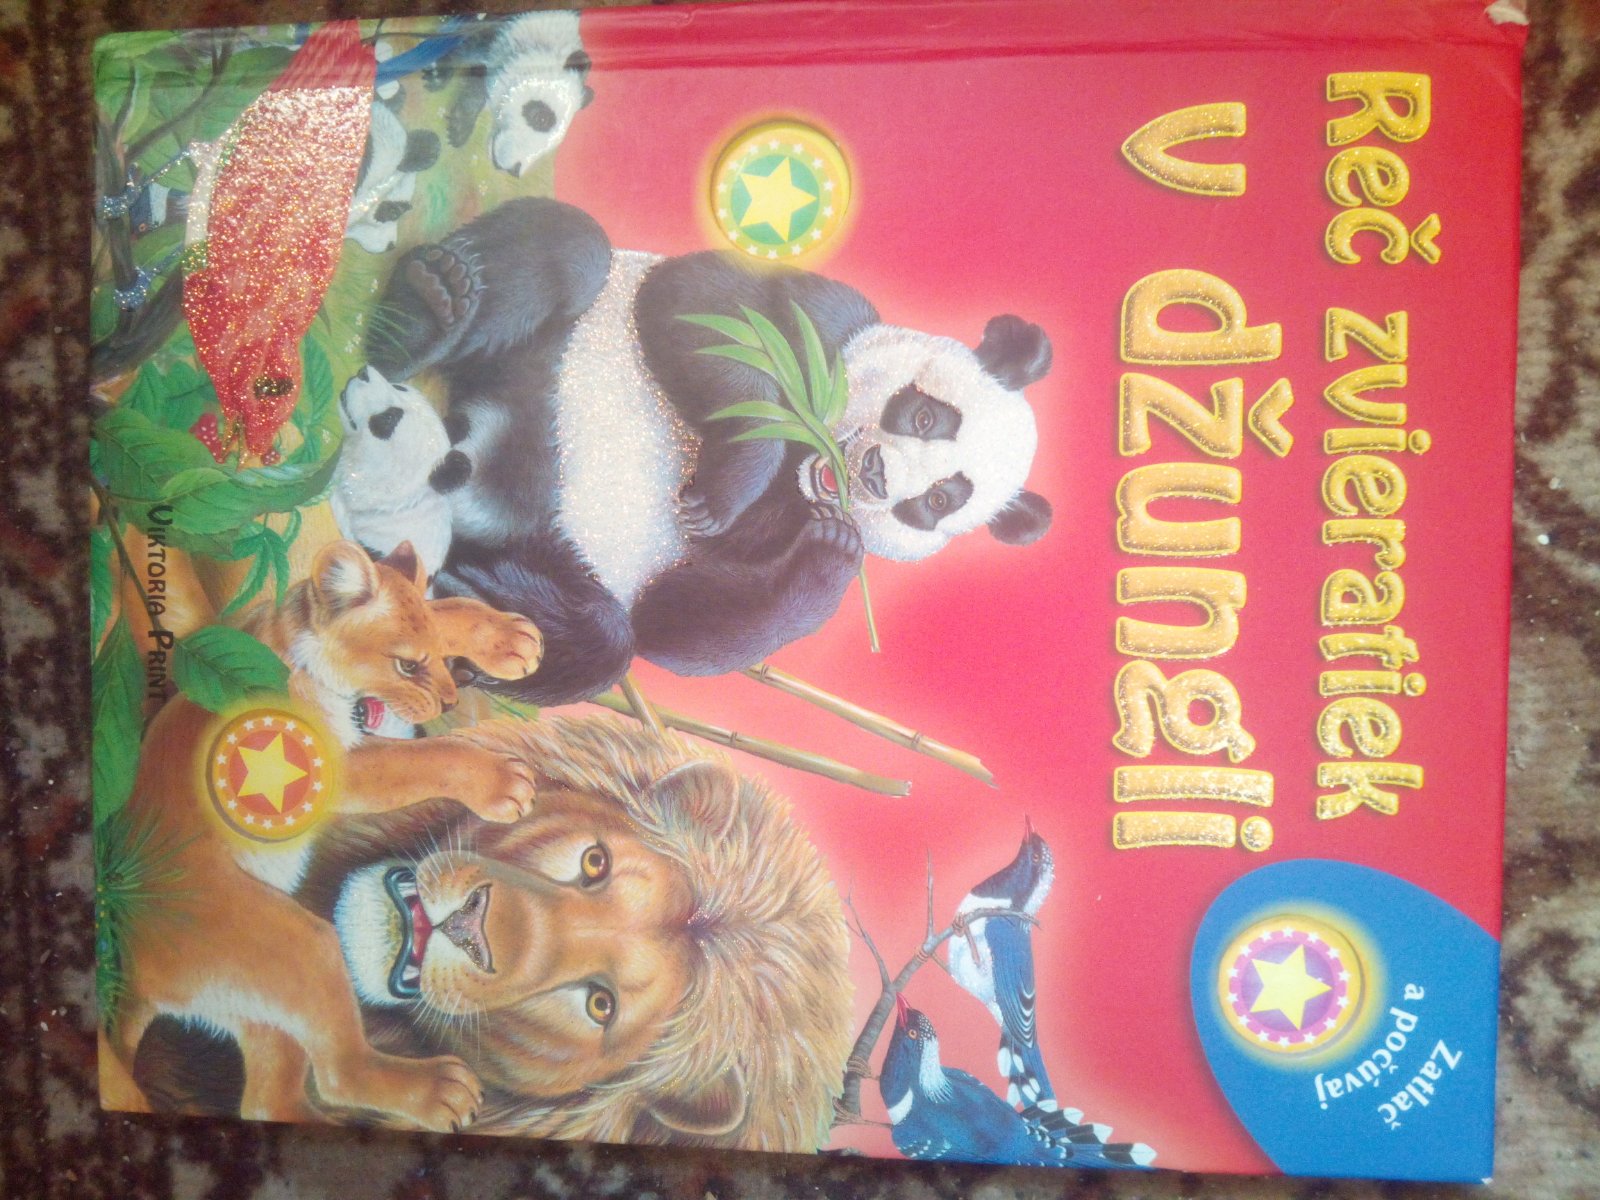 Reč zvieratiek
v džungli
Zatlač
a počúvaj
VIKTORIA PRINT